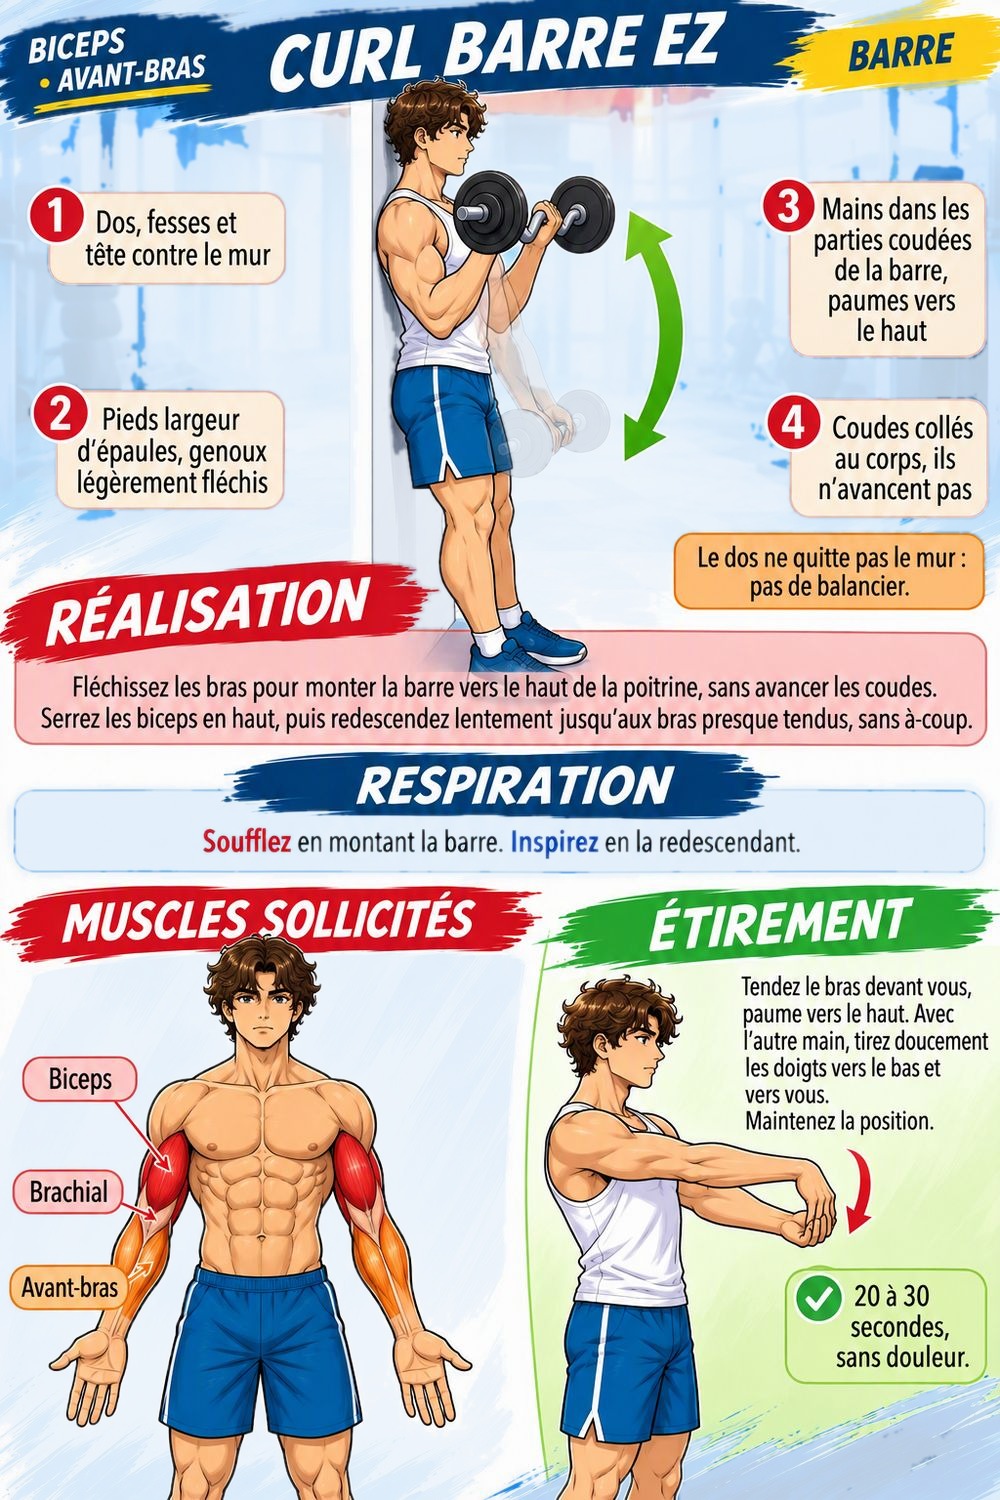 BICEPS
• AVANT-BRAS
CURL BARRE EZ
BARRE
1
Dos, fesses et
tête contre le mur
2
Pieds largeur
d'épaules, genoux
légèrement fléchis
3
Mains dans les
parties coudées
de la barre,
paumes vers
le haut
4
Coudes collés
au corps, ils
n'avancent pas
Le dos ne quitte pas le mur :
pas de balancier.
RÉALISATION
Fléchissez les bras pour monter la barre vers le haut de la poitrine, sans avancer les coudes.
Serrez les biceps en haut, puis redescendez lentement jusqu'aux bras presque tendus, sans à-coup.
RESPIRATION
Soufflez en montant la barre. Inspirez en la redescendant.
MUSCLES SOLLICITÉS
Biceps
Brachial
Avant-bras
ÉTIREMENT
Tendez le bras devant vous,
paume vers le haut. Avec
l'autre main, tirez doucement
les doigts vers le bas et
vers vous.
Maintenez la position.
20 à 30
secondes,
sans douleur.